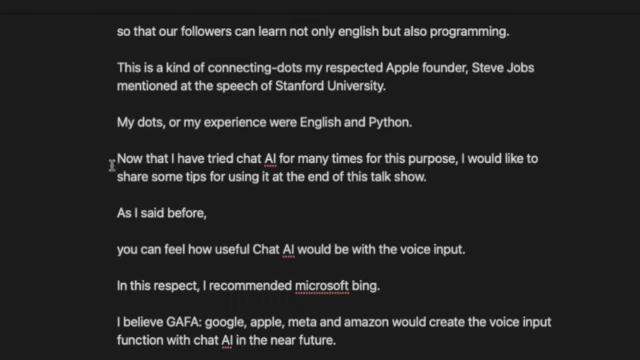 so that our followers can learn not only english but also programming.
This is a kind of connecting-dots my respected Apple founder, Steve Jobs
mentioned at the speech of Stanford University.
My dots, or my experience were English and Python.
Now that I have tried chat AI for many times for this purpose, I would like to
share some tips for using it at the end of this talk show.
As I said before,
you can feel how useful Chat AI would be with the voice input.
In this respect, I recommended microsoft bing.
I believe GAFA: google, apple, meta and amazon would create the voice input
function with chat AI in the near future.